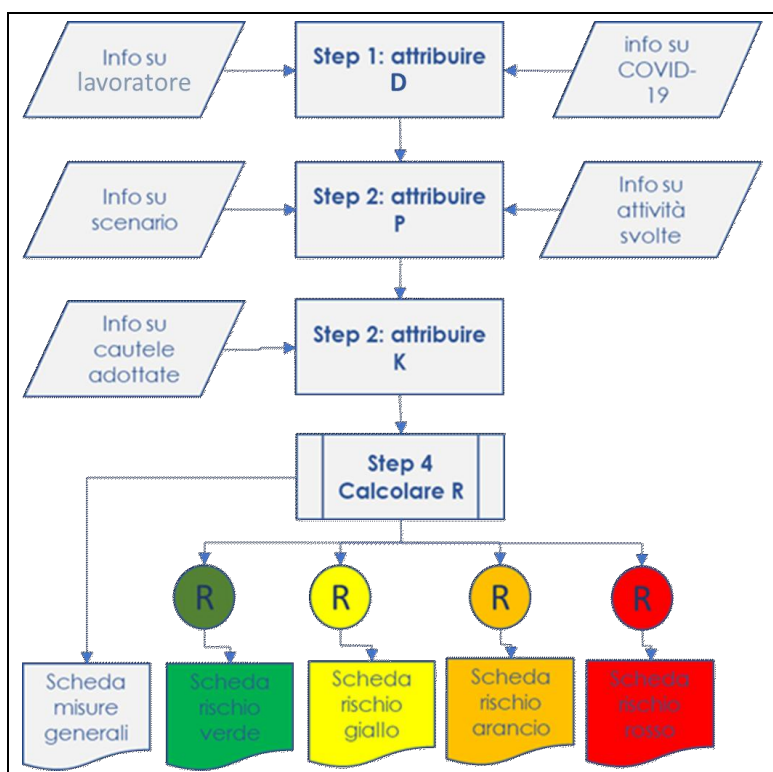 Info su
lavoratore
Step 1: attribuire
D
info su
COVID-
19
Info su
scenario
Step 2: attribuire
P
Info su
attività
svolte
Info su
cautele
adottate
Step 2: attribuire
K
Step 4
Calcolare R
R
R
R
R
Scheda
misure
generali
Scheda
rischio
verde
Scheda
rischio
giallo
Scheda
rischio
arancio
Scheda
rischio
rosso